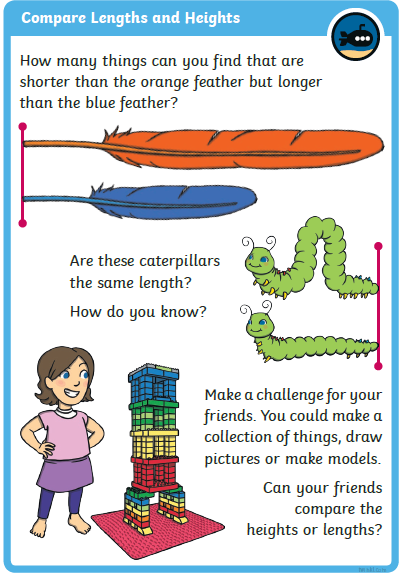 Compare Lengths and Heights
How many things can you find that are
shorter than the orange feather but longer
than the blue feather?
Are these caterpillars
the same length?
How do you know?
Make a challenge for your
friends. You could make a
collection of things, draw
pictures or make models.
Can your friends
compare the
heights or lengths?